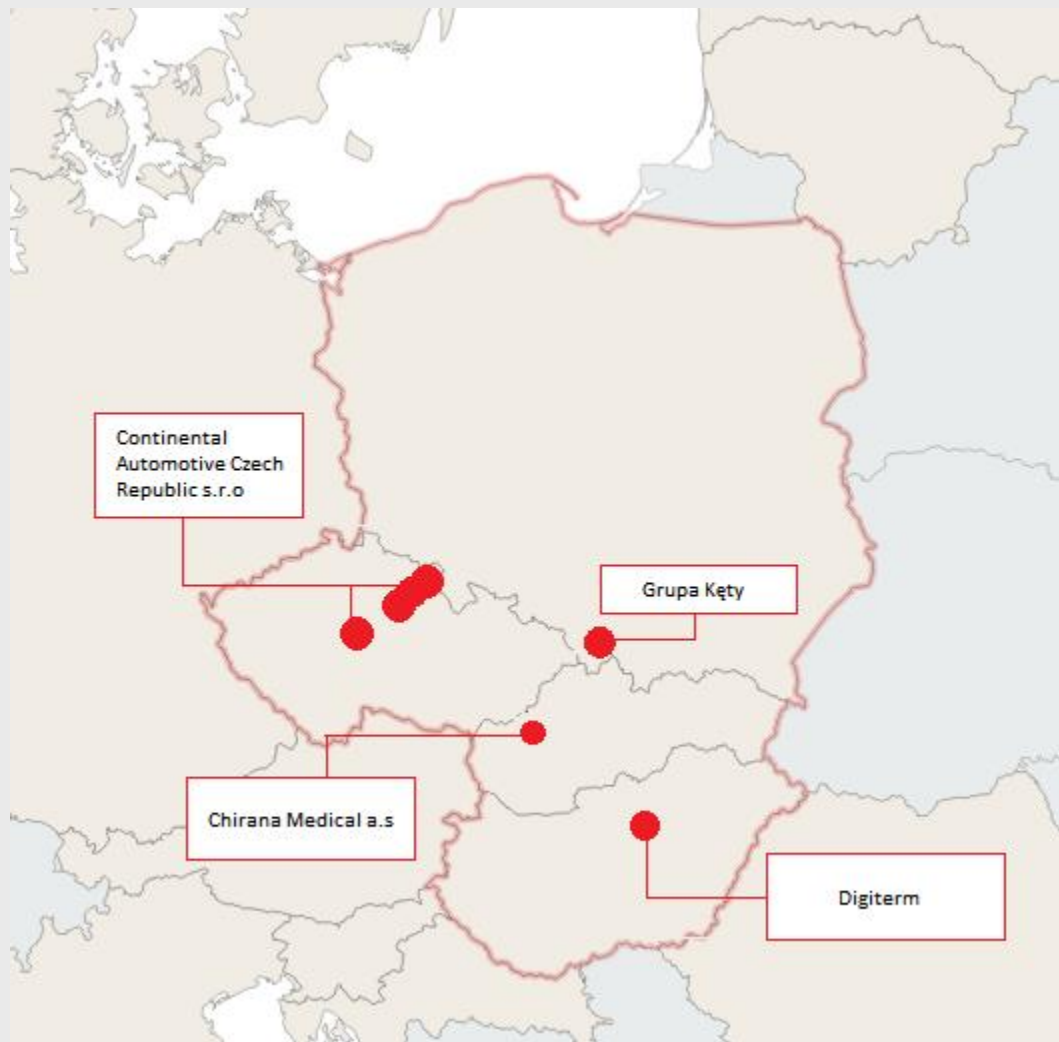 Continental
Automotive Czech
Republic s.r.o
Grupa Kęty
Chirana Medical a.s
Digiterm